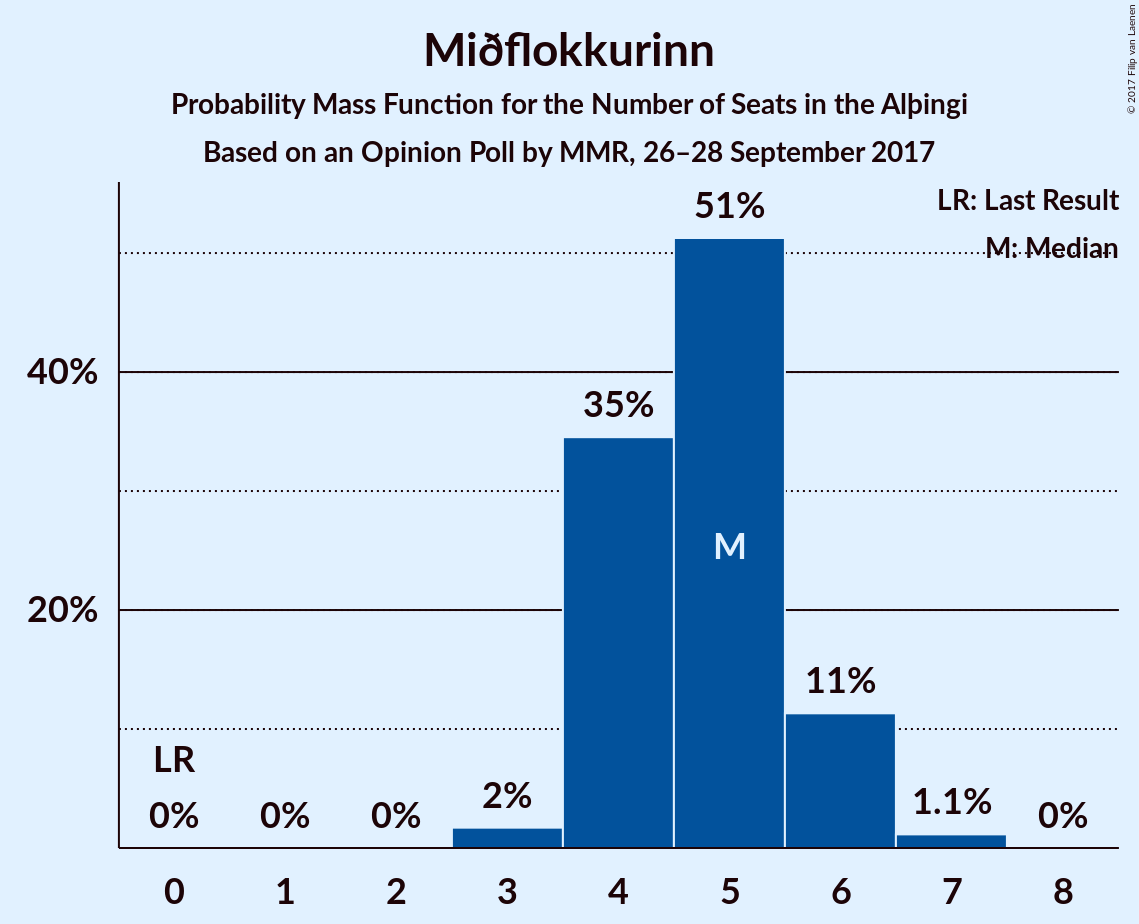 Miðflokkurinn
Probability Mass Function for the Number of Seats in the Alþingi
Based on an Opinion Poll by MMR, 26–28 September 2017
© 2017 Filip van Laenen
LR: Last Result
M: Median
51%
40%
35%
M
20%
11%
LR
0%
0%
0%
2%
1.1%
0%
0 1 2 3 4 5 6 7 8